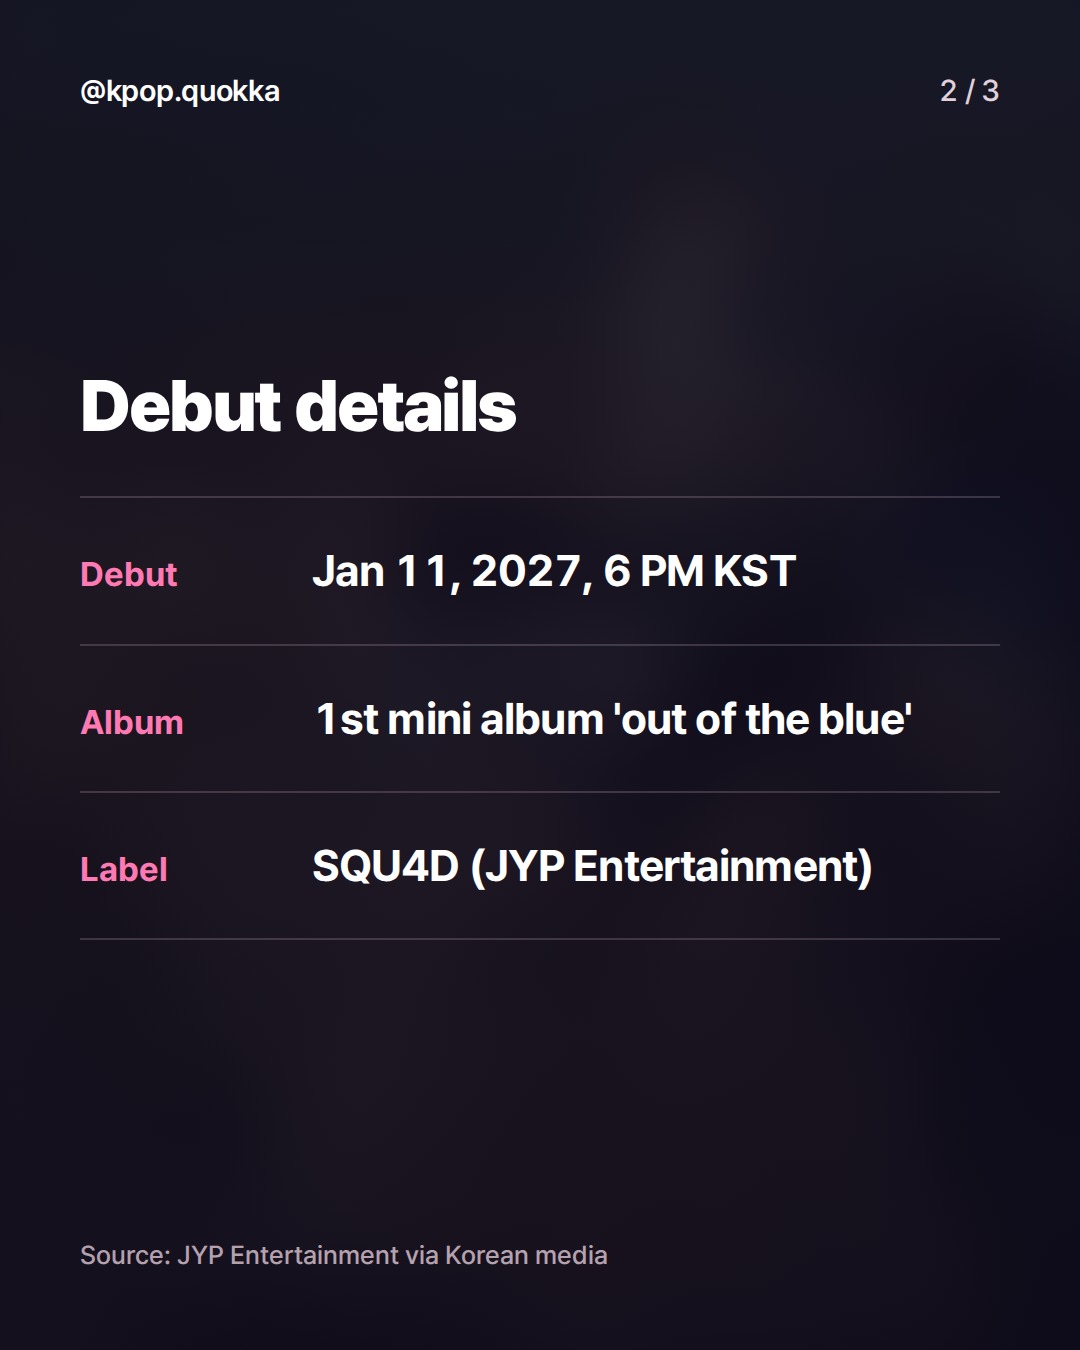 @kpop.quokka
2 / 3
Debut details
Debut
Jan 11, 2027, 6 PM KST
Album
1st mini album 'out of the blue'
Label
SQU4D (JYP Entertainment)
Source: JYP Entertainment via Korean media